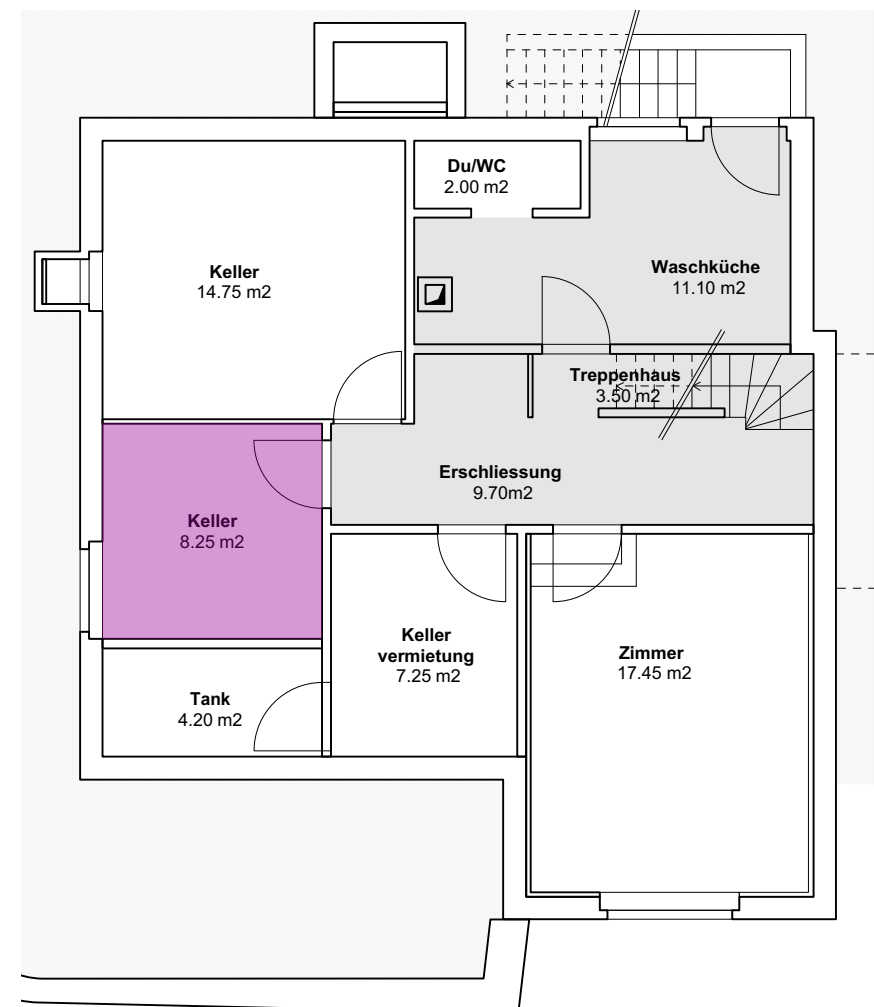 Du/WC
2.00 m2
Keller
14.75 m2
Waschküche
11.10 m2
Treppenhaus
3.50 m2
Erschliessung
9.70m2
Keller
8.25 m2
Keller
vermietung
7.25 m2
Zimmer
17.45 m2
Tank
4.20 m2